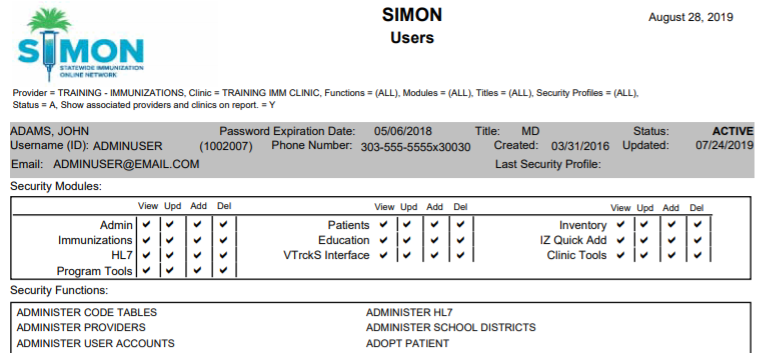 SIMON
STATEWIDE IMMUNIZATION
ONLINE NETWORK
SIMON
Users
August 28, 2019
Provider = TRAINING - IMMUNIZATIONS, Clinic = TRAINING IMM CLINIC, Functions = (ALL), Modules = (ALL), Titles = (ALL), Security Profiles = (ALL),
Status = A, Show associated providers and clinics on report. = Y
ADAMS, JOHN Password Expiration Date: 05/06/2018 Title: MD Status: ACTIVE
Username (ID): ADMINUSER (1002007) Phone Number: 303-555-5555x30030 Created: 03/31/2016 Updated: 07/24/2019
Email: ADMINUSER@EMAIL.COM Last Security Profile:
Security Modules:
View Upd Add Del View Upd Add Del View Upd Add Del
Admin ✔ ✔ ✔ ✔ Patients ✔ ✔ ✔ ✔ Inventory ✔ ✔ ✔ ✔
Immunizations ✔ ✔ ✔ ✔ Education ✔ ✔ ✔ ✔ IZ Quick Add ✔ ✔ ✔ ✔
HL7 ✔ ✔ ✔ ✔ VTrckS Interface ✔ ✔ ✔ ✔ Clinic Tools ✔ ✔ ✔ ✔
Program Tools ✔ ✔ ✔ ✔
Security Functions:
ADMINISTER CODE TABLES ADMINISTER HL7
ADMINISTER PROVIDERS ADMINISTER SCHOOL DISTRICTS
ADMINISTER USER ACCOUNTS ADOPT PATIENT